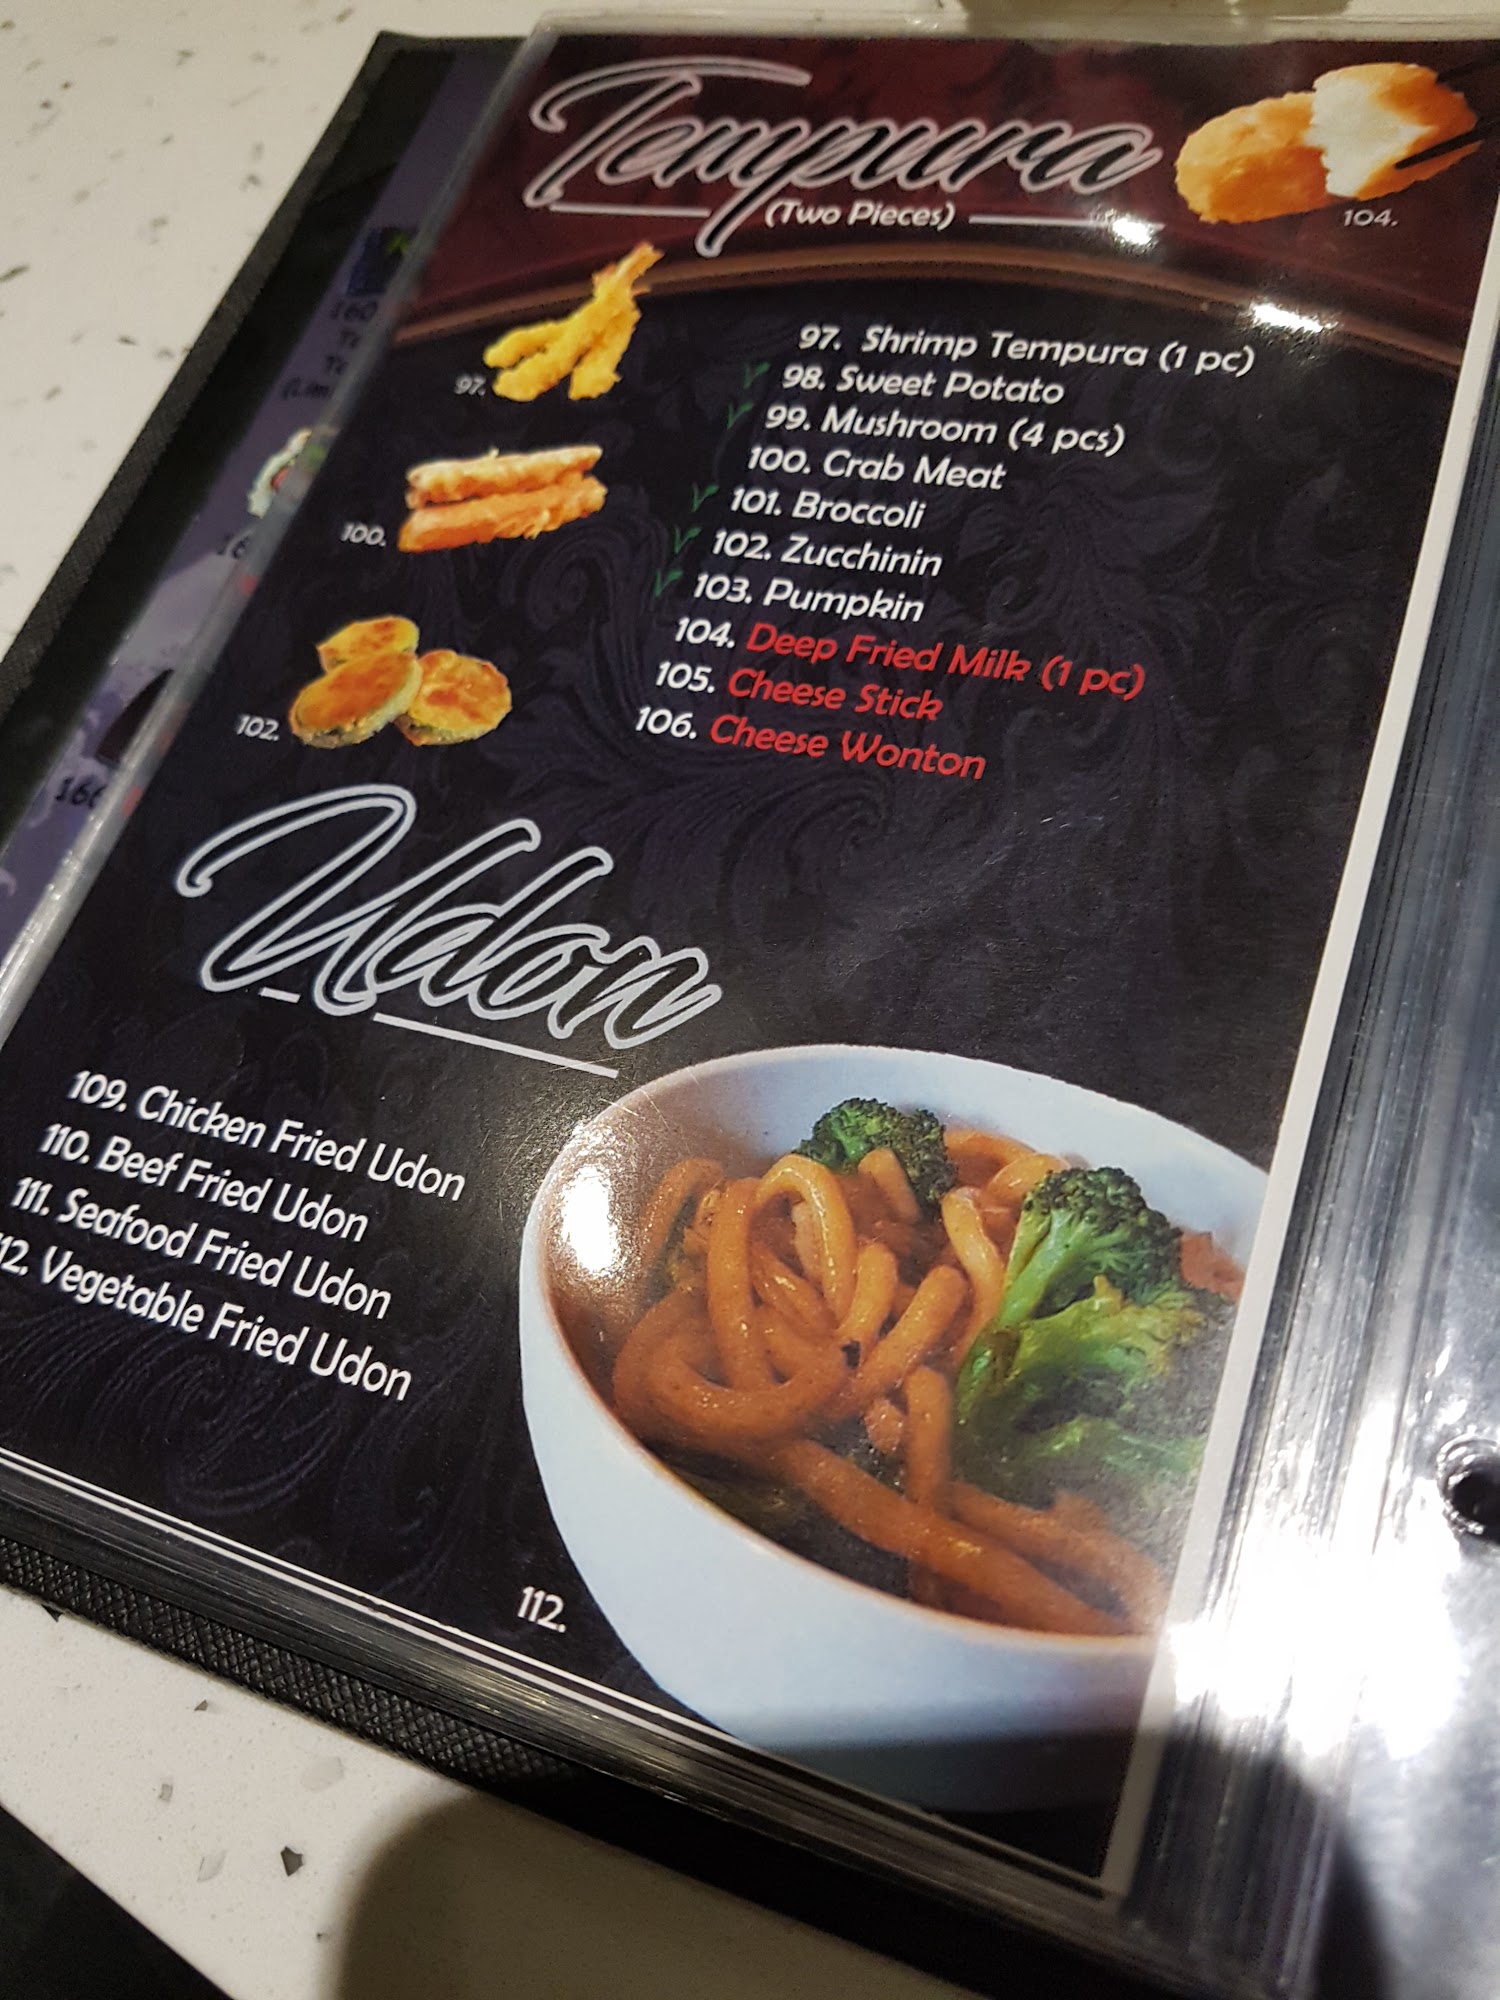 Tempura
(Two Pieces)
104.
97. Shrimp Tempura (1 pc)
98. Sweet Potato
99. Mushroom (4 pcs)
100. Crab Meat
101. Broccoli
102. Zucchinin
103. Pumpkin
104. Deep Fried Milk (1 pc)
105. Cheese Stick
106. Cheese Wonton
97.
100.
102.
Udon
109. Chicken Fried Udon
110. Beef Fried Udon
111. Seafood Fried Udon
112. Vegetable Fried Udon
112.
160
166